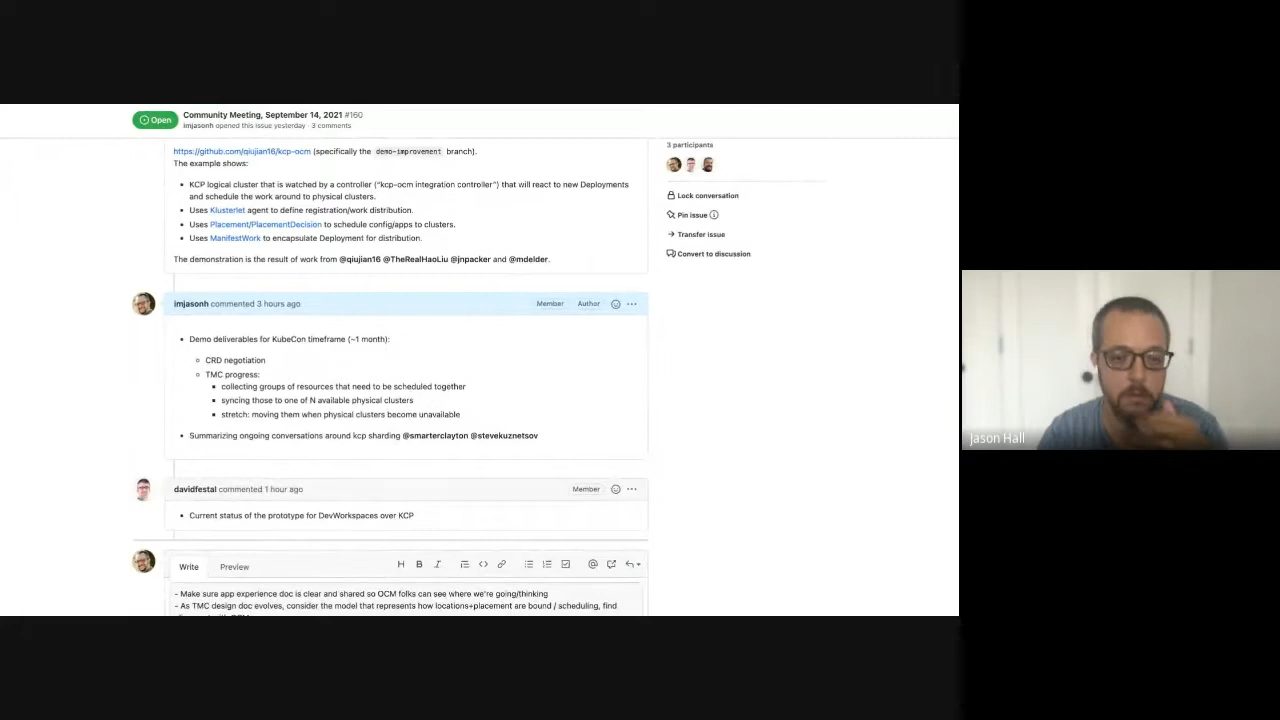 Open
Community Meeting, September 14, 2021 #160
imjasonh opened this issue yesterday · 3 comments
https://github.com/qiujian16/kcp-ocm (specifically the demo-improvement branch).
The example shows:
• KCP logical cluster that is watched by a controller ("kcp-ocm integration controller") that will react to new Deployments
and schedule the work around to physical clusters.
• Uses Klusterlet agent to define registration/work distribution.
• Uses Placement/PlacementDecision to schedule config/apps to clusters.
• Uses ManifestWork to encapsulate Deployment for distribution.
The demonstration is the result of work from @qiujian16 @TheRealHaoLiu @jnpacker and @mdelder.
3 participants
Lock conversation
Pin issue
Transfer issue
Convert to discussion
imjasonh commented 3 hours ago
Member
Author
• Demo deliverables for KubeCon timeframe (~1 month):
CRD negotiation
TMC progress:
collecting groups of resources that need to be scheduled together
syncing those to one of N available physical clusters
stretch: moving them when physical clusters become unavailable
• Summarizing ongoing conversations around kcp sharding @smarterclayton @stevekuznetsov
davidfestal commented 1 hour ago
Member
• Current status of the prototype for DevWorkspaces over KCP
Write
Preview
- Make sure app experience doc is clear and shared so OCM folks can see where we're going/thinking
- As TMC design doc evolves, consider the model that represents how locations+placement are bound / scheduling, find
Jason Hall